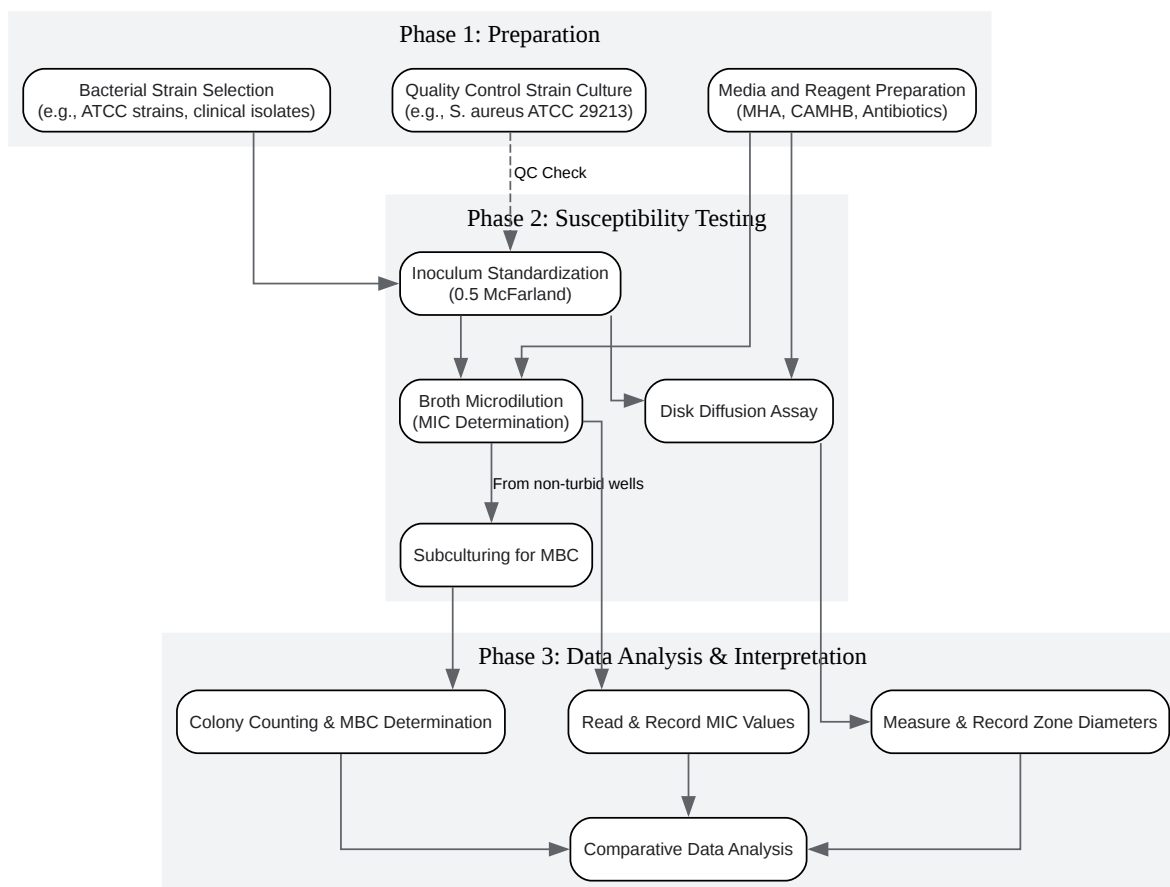 Phase 1: Preparation
Bacterial Strain Selection
(e.g., ATCC strains, clinical isolates)
Quality Control Strain Culture
(e.g., S. aureus ATCC 29213)
Media and Reagent Preparation
(MHA, CAMHB, Antibiotics)
QC Check
Phase 2: Susceptibility Testing
Inoculum Standardization
(0.5 McFarland)
Broth Microdilution
(MIC Determination)
Disk Diffusion Assay
From non-turbid wells
Subculturing for MBC
Phase 3: Data Analysis & Interpretation
Colony Counting & MBC Determination
Read & Record MIC Values
Measure & Record Zone Diameters
Comparative Data Analysis